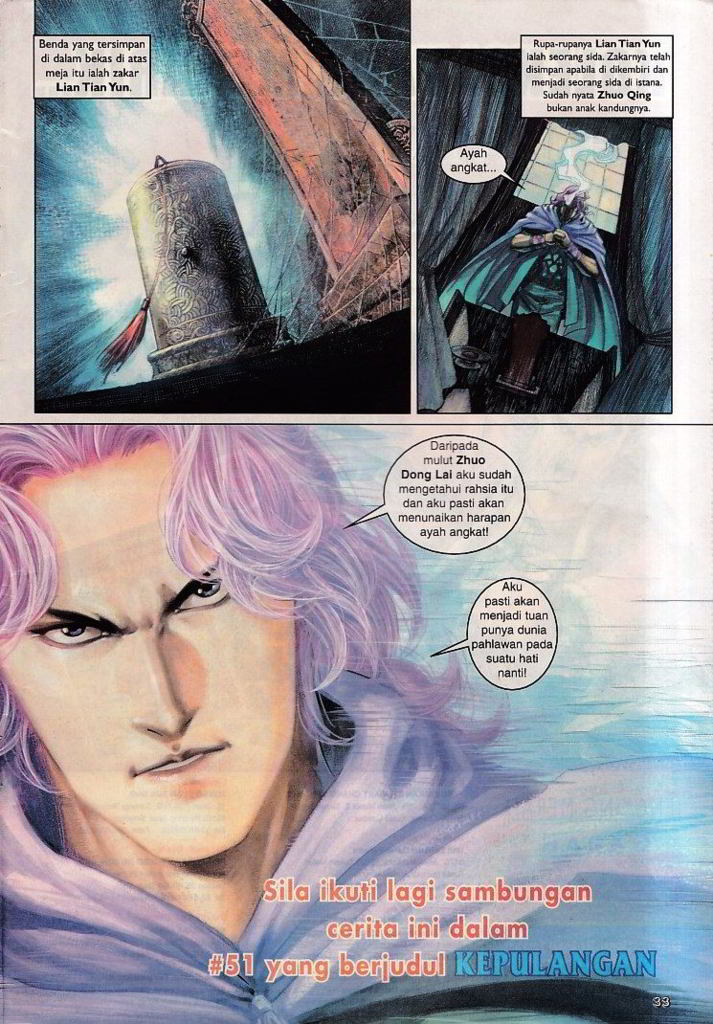 Benda yang tersimpan
di dalam bekas di atas
meja itu ialah zakar
Lian Tian Yun.
Rupa-rupanya Lian Tian Yun
ialah seorang sida. Zakarnya telah
disimpan apabila di dikembiri dan
menjadi seorang sida di istana.
Sudah nyata Zhuo Qing
bukan anak kandungnya.
Ayah
angkat...
Daripada
mulut Zhuo
Dong Lai aku sudah
mengetahui rahsia itu
dan aku pasti akan
menunaikan harapan
ayah angkat!
Aku
pasti akan
menjadi tuan
punya dunia
pahlawan pada
suatu hati
nanti!
Sila ikuti lagi sambungan
cerita ini dalam
#51 yang berjudul KEPULANGAN
33